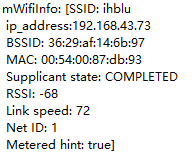 mWifiInfo: [SSID: ihblu
ip_address:192.168.43.73
BSSID: 36:29:af:14:6b:97
MAC: 00:54:00:87:db:93
Supplicant state: COMPLETED
RSSI: -68
Link speed: 72
Net ID: 1
Metered hint: true]